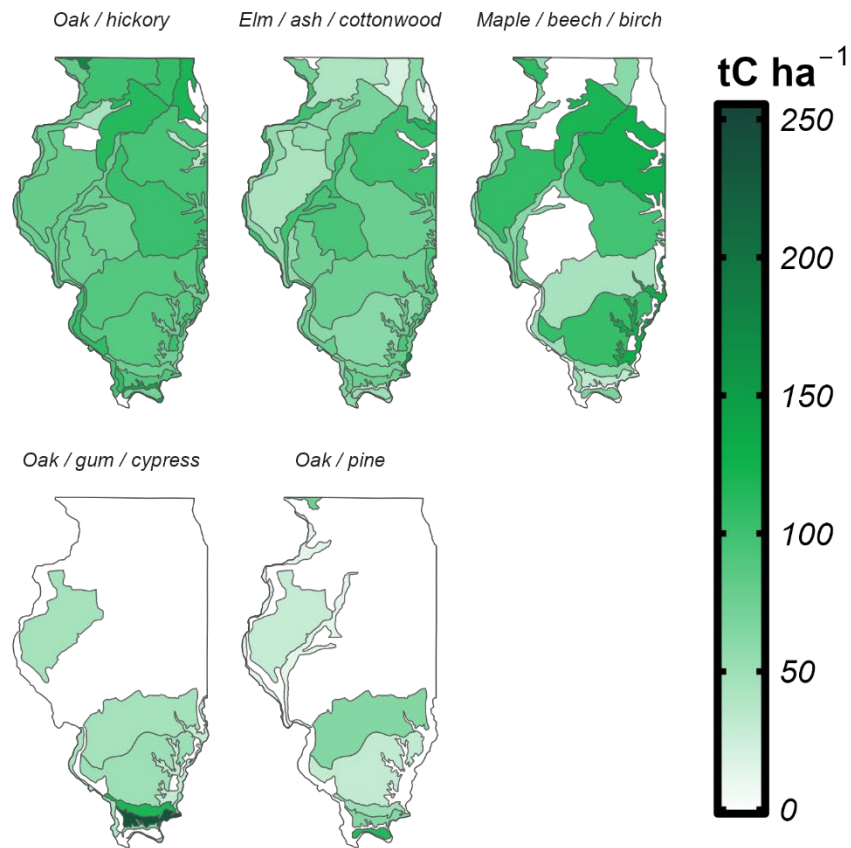 Oak / hickory
Elm / ash / cottonwood
Maple / beech / birch
tC ha⁻¹
250
200
150
100
50
0
Oak / gum / cypress
Oak / pine